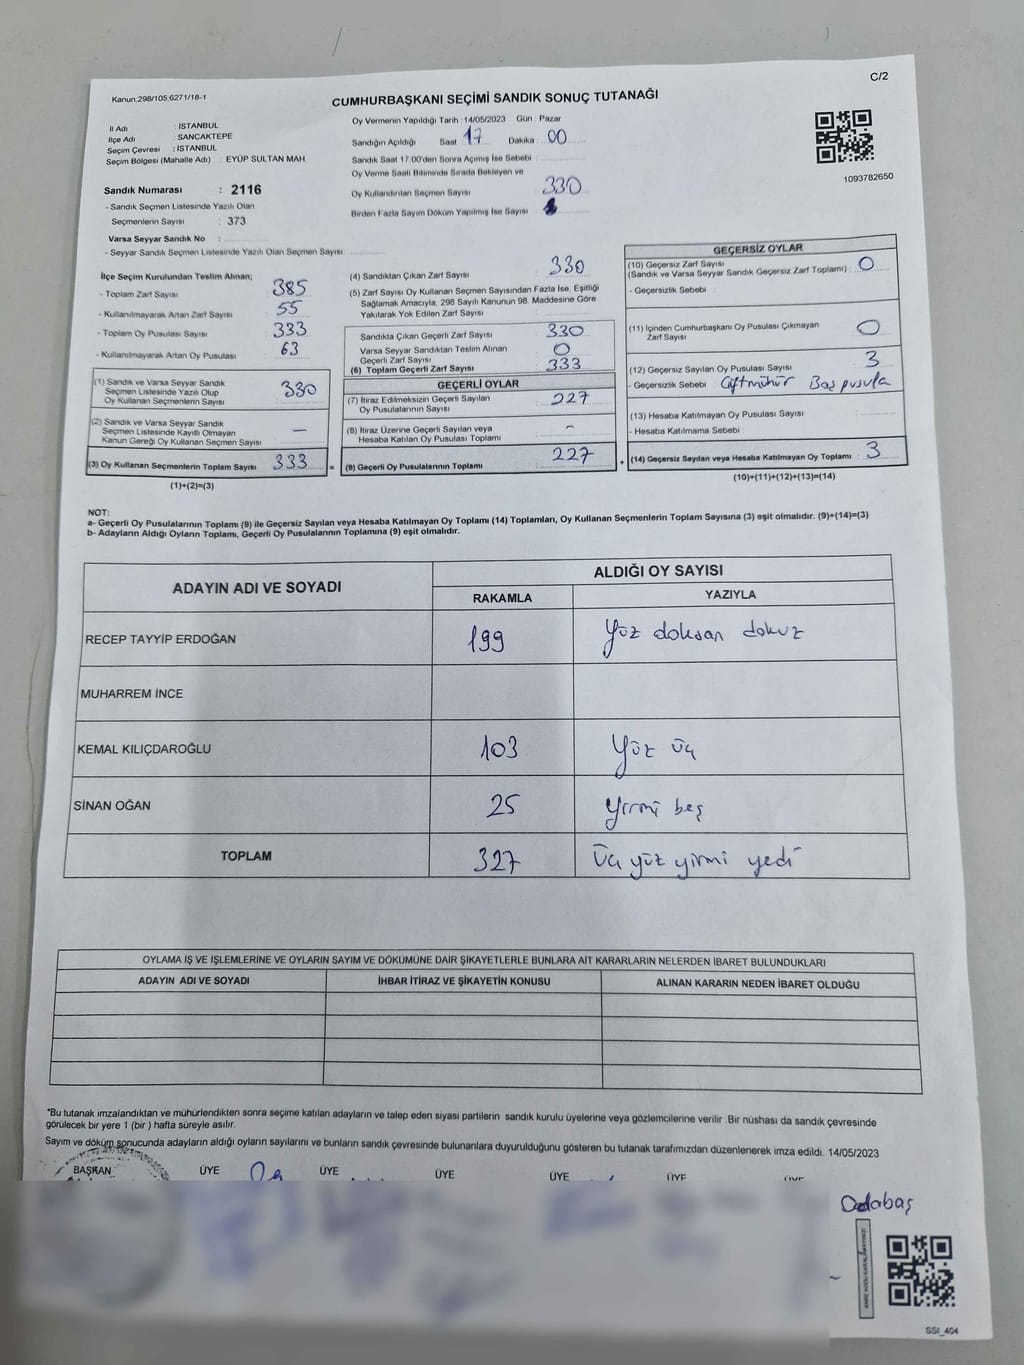 C/2
Kanun;298/105;6271/18-1
CUMHURBAŞKANI SEÇİMİ SANDIK SONUÇ TUTANAĞI
1093782650
İl Adı : İSTANBUL
İlçe Adı : SANCAKTEPE
Seçim Çevresi : İSTANBUL
Seçim Bölgesi (Mahalle Adı) : EYÜP SULTAN MAH
Sandık Numarası : 2116
- Sandık Seçmen Listesinde Yazılı Olan
Seçmenlerin Sayısı : 373
Varsa Seyyar Sandık No :
- Seyyar Sandık Seçmen Listesinde Yazılı Olan Seçmen Sayısı
Oy Vermenin Yapıldığı Tarih : 14/05/2023 Gün : Pazar
Sandığın Açıldığı Saat 17 Dakika : 00
Sandık Saat 17.00'den Sonra Açımış İse Sebebi :
Oy Verme Saati Bitiminde Sırada Bekleyen ve
Oy Kullandırılan Seçmen Sayısı 330
Birden Fazla Sayım Döküm Yapılmış İse Sayısı
İlçe Seçim Kurulundan Teslim Alınan;
- Toplam Zarf Sayısı 385
- Kullanılmayarak Artan Zarf Sayısı 55
- Toplam Oy Pusulası Sayısı 333
- Kullanılmayarak Artan Oy Pusulası 63
(1) Sandık ve Varsa Seyyar Sandık
Seçmen Listesinde Yazılı Olup
Oy Kullanan Seçmenlerin Sayısı 330
(2) Sandık ve Varsa Seyyar Sandık
Seçmen Listesinde Kayıtlı Olmayan
Kanun Gereği Oy Kullanan Seçmen Sayısı —
(3) Oy Kullanan Seçmenlerin Toplam Sayısı 333 =
(1)+(2)=(3)
(4) Sandıktan Çıkan Zarf Sayısı 330
(5) Zarf Sayısı Oy Kullanan Seçmen Sayısından Fazla İse, Eşitliği
Sağlamak Amacıyla, 298 Sayılı Kanunun 98. Maddesine Göre
Yakılarak Yok Edilen Zarf Sayısı
Sandıkta Çıkan Geçerli Zarf Sayısı 330
Varsa Seyyar Sandıktan Teslim Alınan
Geçerli Zarf Sayısı 0
(6) Toplam Geçerli Zarf Sayısı 333
GEÇERLİ OYLAR
(7) İtiraz Edilmeksizin Geçerli Sayılan
Oy Pusulalarının Sayısı 227
(8) İtiraz Üzerine Geçerli Sayılan veya
Hesaba Katılan Oy Pusulası Toplamı -
(9) Geçerli Oy Pusulalarının Toplamı 227 +
GEÇERSİZ OYLAR
(10) Geçersiz Zarf Sayısı
(Sandık ve Varsa Seyyar Sandık Geçersiz Zarf Toplamı) : 0
- Geçersizlik Sebebi :
(11) İçinden Cumhurbaşkanı Oy Pusulası Çıkmayan
Zarf Sayısı 0
(12) Geçersiz Sayılan Oy Pusulası Sayısı 3
- Geçersizlik Sebebi Çift mühür Boş pusula
(13) Hesaba Katılmayan Oy Pusulası Sayısı
- Hesaba Katılmama Sebebi :
(14) Geçersiz Sayılan veya Hesaba Katılmayan Oy Toplamı : 3
(10)+(11)+(12)+(13)=(14)
NOT:
a- Geçerli Oy Pusulalarının Toplamı (9) ile Geçersiz Sayılan veya Hesaba Katılmayan Oy Toplamı (14) Toplamları, Oy Kullanan Seçmenlerin Toplam Sayısına (3) eşit olmalıdır. (9)+(14)=(3)
b- Adayların Aldığı Oyların Toplamı, Geçerli Oy Pusulalarının Toplamına (9) eşit olmalıdır.
ADAYIN ADI VE SOYADI
ALDIĞI OY SAYISI
RAKAMLA YAZIYLA
RECEP TAYYİP ERDOĞAN 199 Yüz doksan dokuz
MUHARREM İNCE
KEMAL KILIÇDAROĞLU 103 Yüz üç
SİNAN OĞAN 25 Yirmi beş
TOPLAM 327 Üç yüz yirmi yedi
OYLAMA İŞ VE İŞLEMLERİNE VE OYLARIN SAYIM VE DÖKÜMÜNE DAİR ŞİKAYETLERLE BUNLARA AİT KARARLARIN NELERDEN İBARET BULUNDUKLARI
ADAYIN ADI VE SOYADI İHBAR İTİRAZ VE ŞİKAYETİN KONUSU ALINAN KARARIN NEDEN İBARET OLDUĞU
*Bu tutanak imzalandıktan ve mühürlendikten sonra seçime katılan adayların ve talep eden siyasi partilerin sandık kurulu üyelerine veya gözlemcilerine verilir. Bir nüshası da sandık çevresinde
görülecek bir yere 1 (bir ) hafta süreyle asılır.
Sayım ve döküm sonucunda adayların aldığı oyların sayılarını ve bunların sandık çevresinde bulunanlara duyurulduğunu gösteren bu tutanak tarafımızdan düzenlenerek imza edildi. 14/05/2023
BAŞKAN ÜYE ÜYE ÜYE ÜYE ÜYE ÜYE
SSI_404